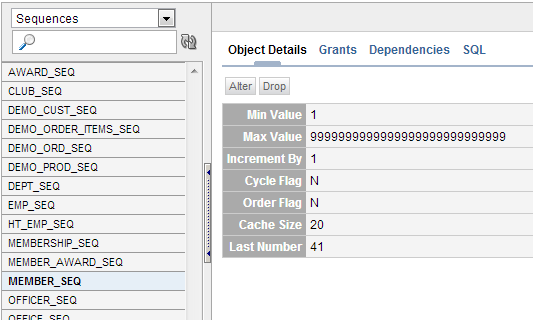 Sequences
AWARD_SEQ
CLUB_SEQ
DEMO_CUST_SEQ
DEMO_ORDER_ITEMS_SEQ
DEMO_ORD_SEQ
DEMO_PROD_SEQ
DEPT_SEQ
EMP_SEQ
HT_EMP_SEQ
MEMBERSHIP_SEQ
MEMBER_AWARD_SEQ
MEMBER_SEQ
OFFICER_SEQ
Object Details Grants Dependencies SQL
Alter Drop
Min Value 1
Max Value 9999999999999999999999999999
Increment By 1
Cycle Flag N
Order Flag N
Cache Size 20
Last Number 41